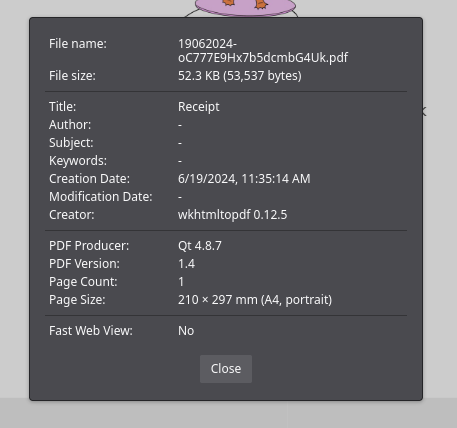 File name: 19062024-
oC777E9Hx7b5dcmbG4Uk.pdf
File size: 52.3 KB (53,537 bytes)
Title: Receipt
Author: -
Subject: -
Keywords: -
Creation Date: 6/19/2024, 11:35:14 AM
Modification Date: -
Creator: wkhtmltopdf 0.12.5
PDF Producer: Qt 4.8.7
PDF Version: 1.4
Page Count: 1
Page Size: 210 × 297 mm (A4, portrait)
Fast Web View: No
Close